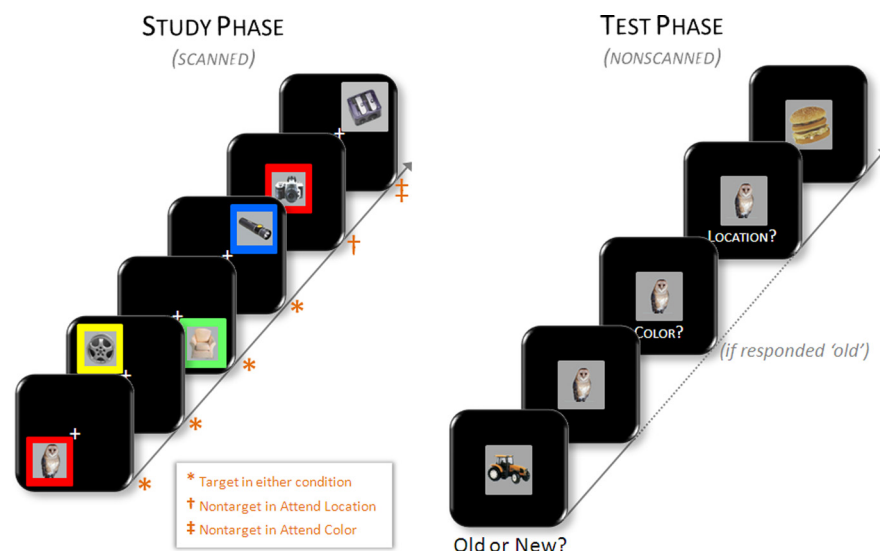 STUDY PHASE
(SCANNED)
‡
†
*
*
*
*
* Target in either condition
† Nontarget in Attend Location
‡ Nontarget in Attend Color
TEST PHASE
(NONSCANNED)
LOCATION?
COLOR?
(if responded 'old')
Old or New?